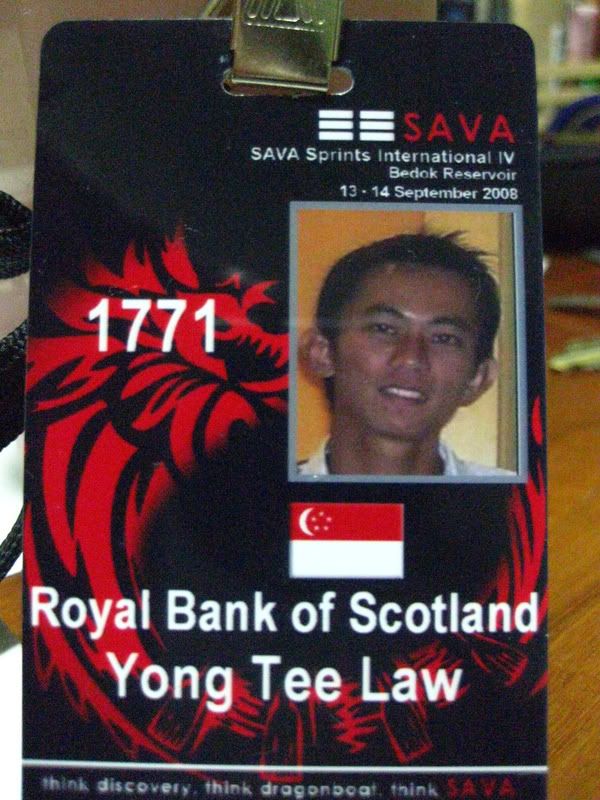 SAVA
SAVA Sprints International IV
Bedok Reservoir
13 - 14 September 2008
1771
Royal Bank of Scotland
Yong Tee Law
think discovery, think dragonboat, think SAVA